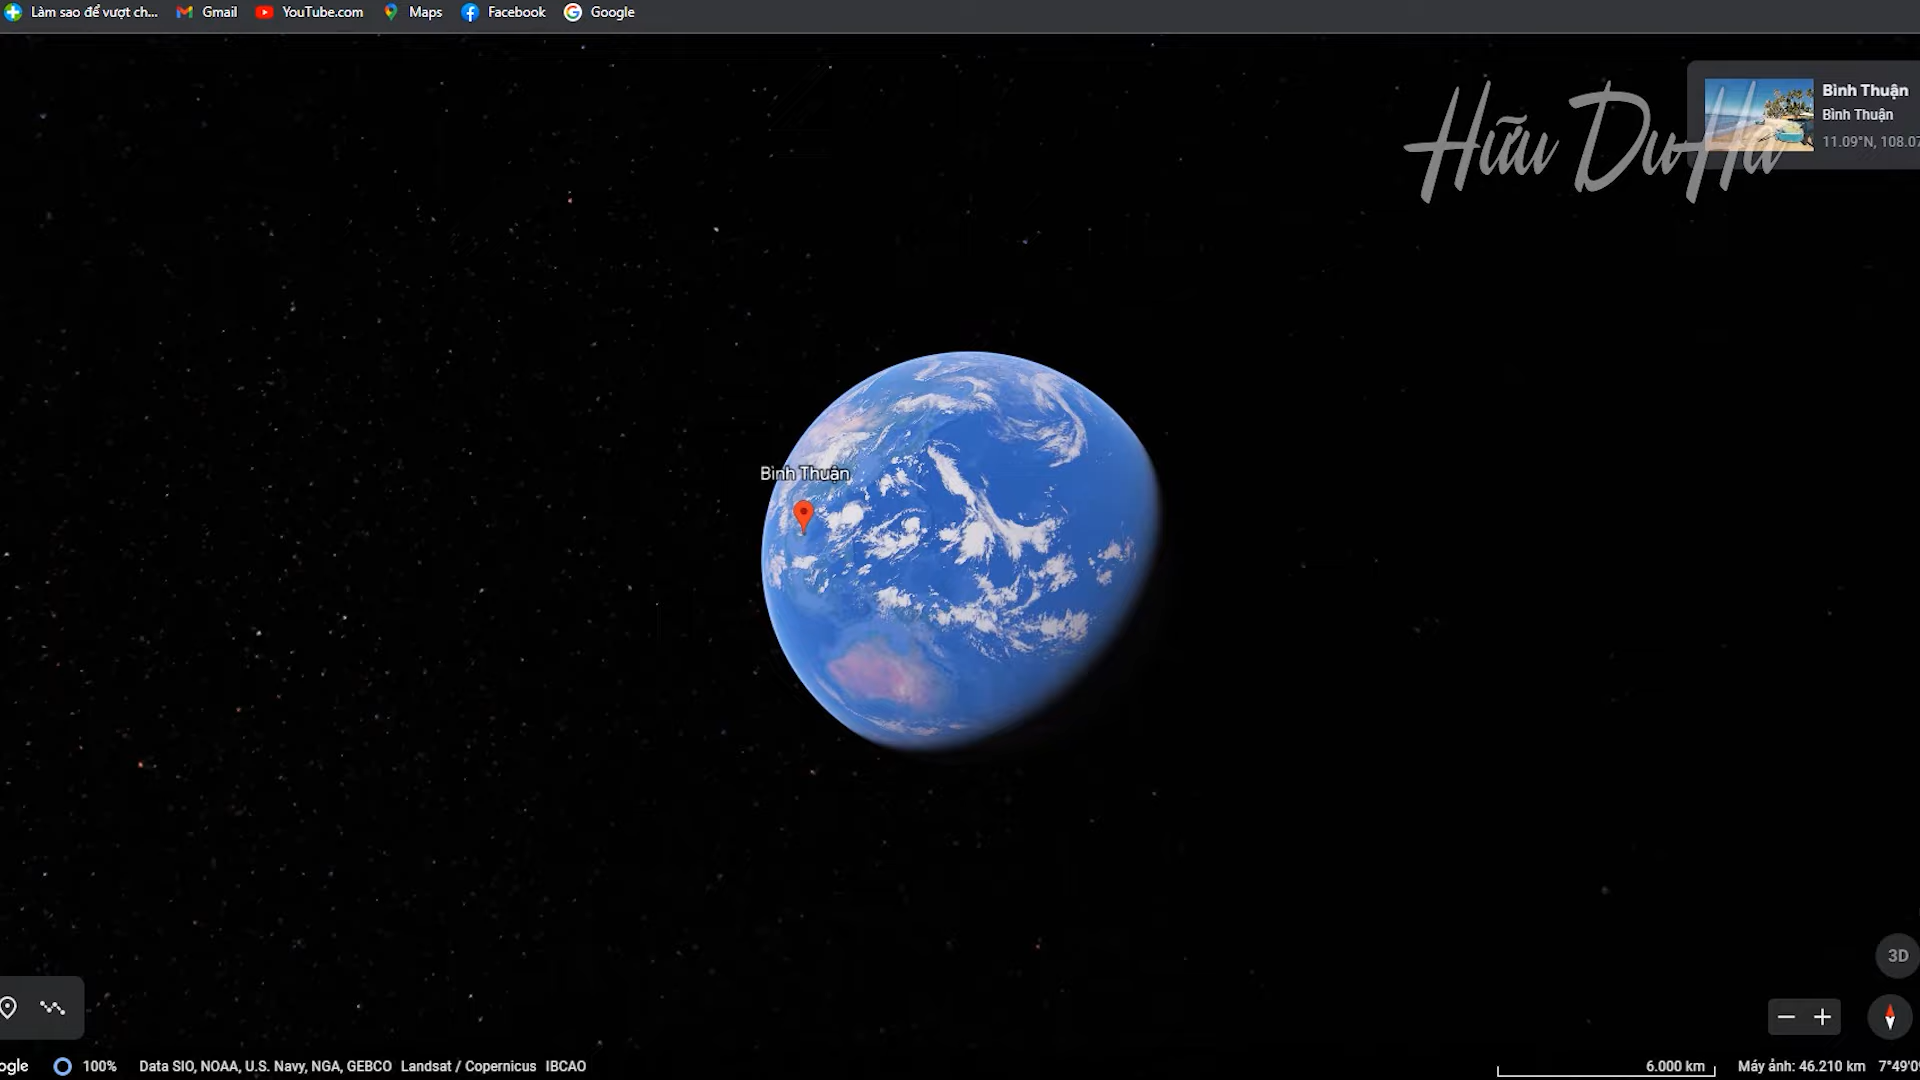 Làm sao để vượt ch... Gmail YouTube.com Maps Facebook Google
Hữu Du Hí
Bình Thuận
Bình Thuận
11.09°N, 108.07
Bình Thuận
3D
ogle 100% Data SIO, NOAA, U.S. Navy, NGA, GEBCO Landsat / Copernicus IBCAO 6.000 km Máy ảnh: 46.210 km 7°49'0